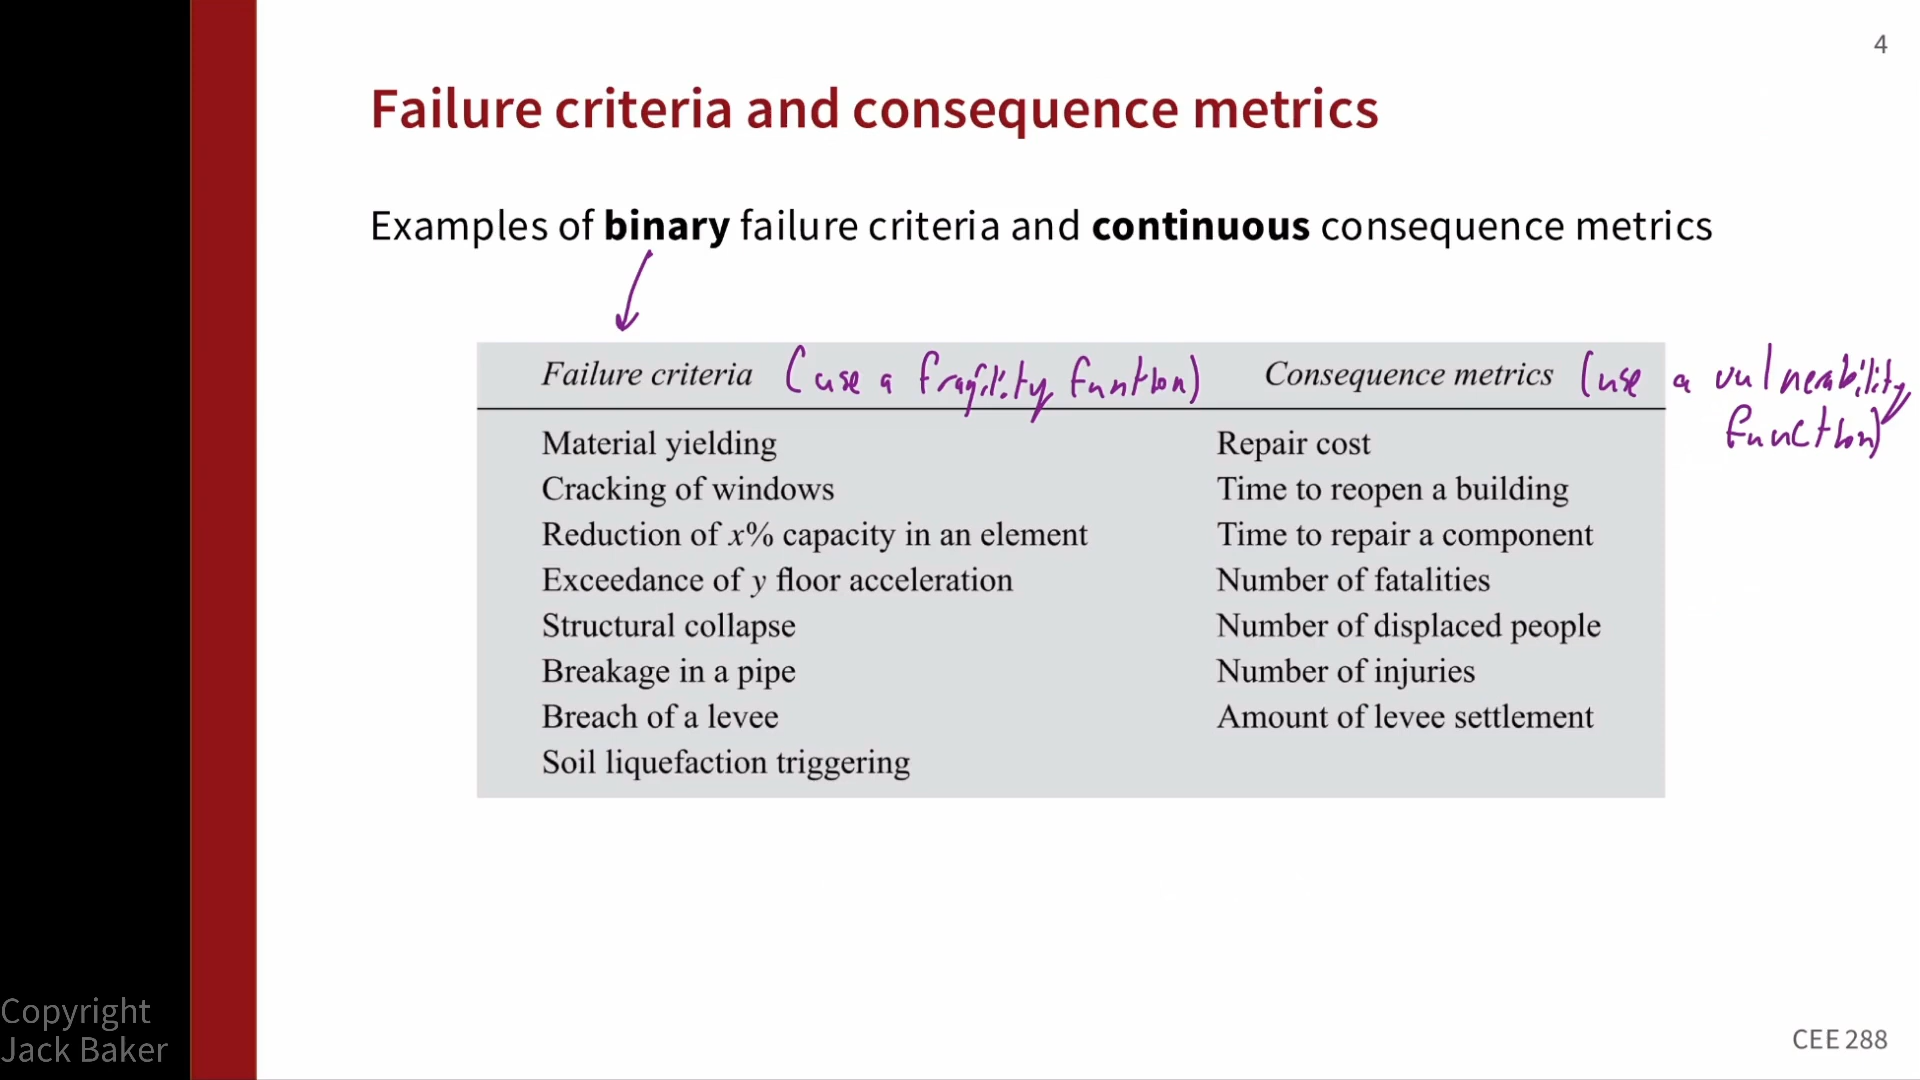 4
Failure criteria and consequence metrics
Examples of binary failure criteria and continuous consequence metrics
Failure criteria (use a fragility funtion) Consequence metrics (use a vulnerability
function)
Material yielding Repair cost
Cracking of windows Time to reopen a building
Reduction of x% capacity in an element Time to repair a component
Exceedance of y floor acceleration Number of fatalities
Structural collapse Number of displaced people
Breakage in a pipe Number of injuries
Breach of a levee Amount of levee settlement
Soil liquefaction triggering
Copyright
Jack Baker
CEE 288